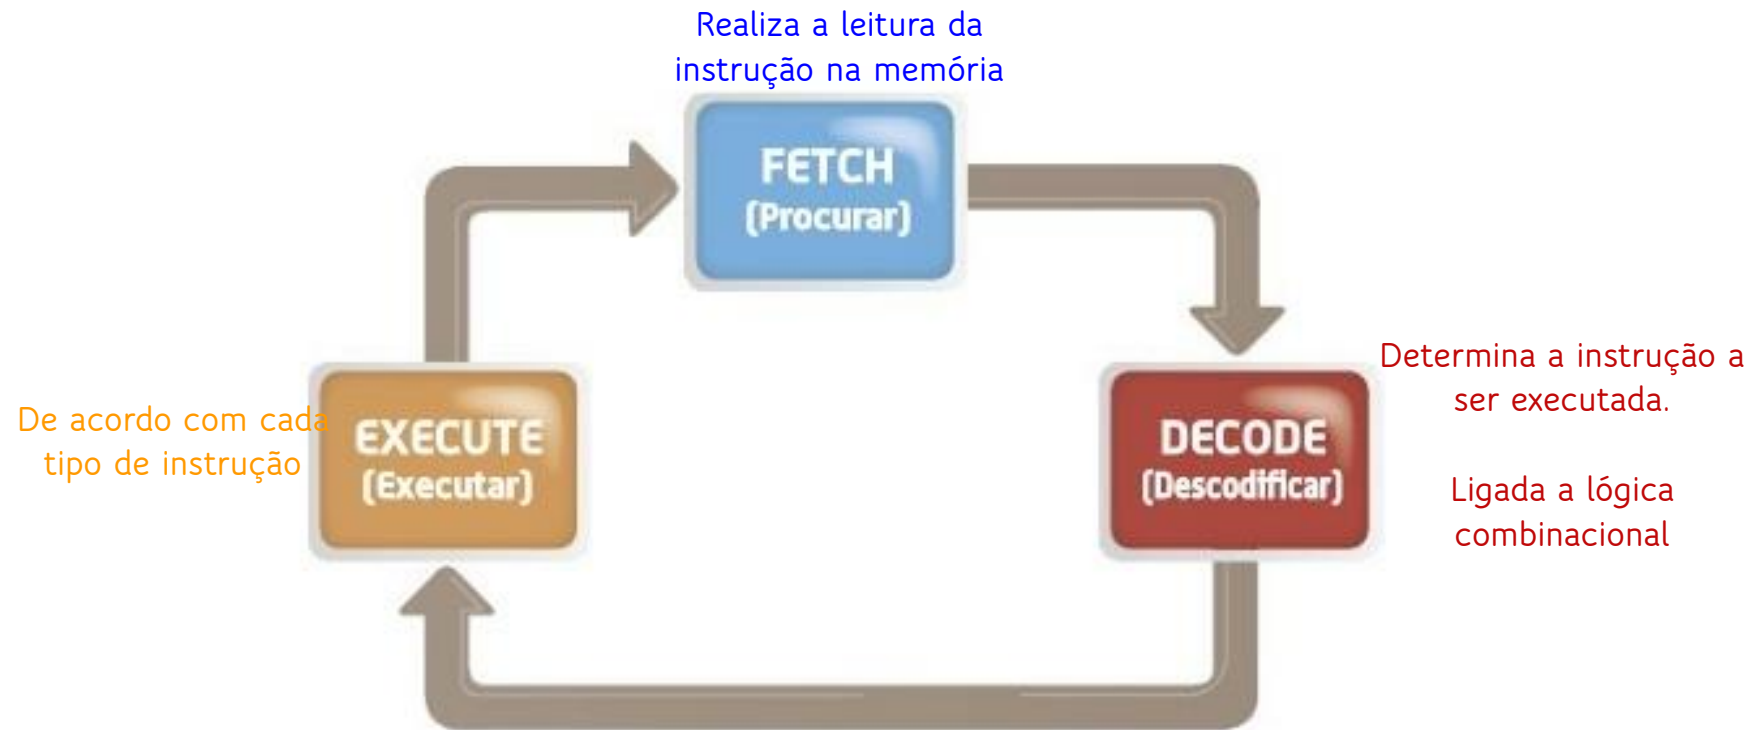 Realiza a leitura da
instrução na memória
FETCH
(Procurar)
Determina a instrução a
ser executada.
Ligada a lógica
combinacional
DECODE
(Descodificar)
De acordo com cada
tipo de instrução
EXECUTE
(Executar)